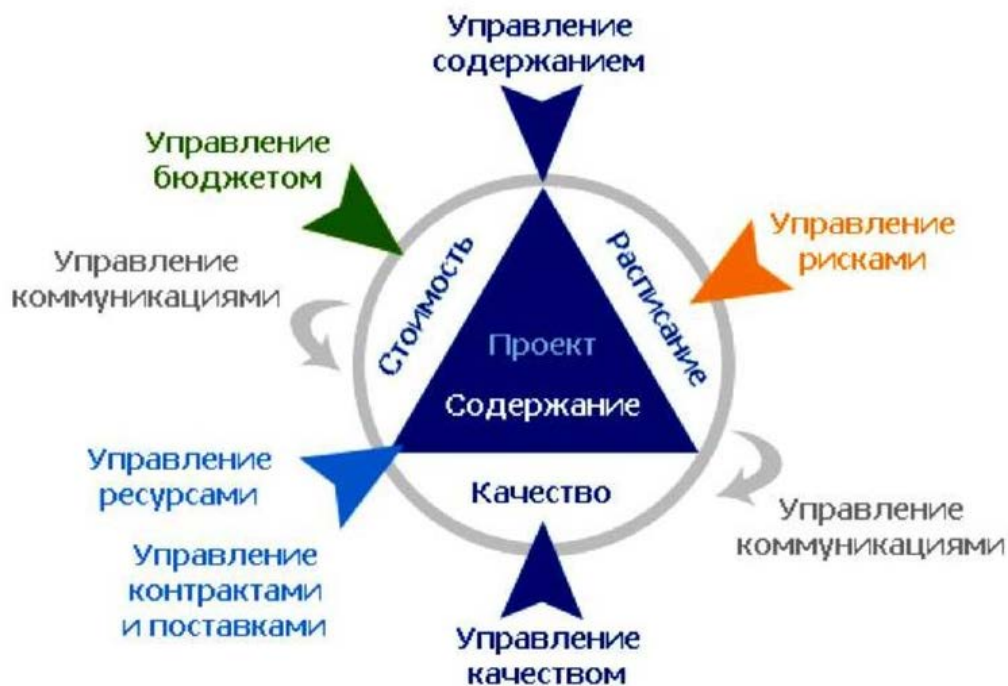 Управление
содержанием
Управление
бюджетом
Управление
рисками
Управление
коммуникациями
Стоимость
расписание
Проект
Содержание
Управление
ресурсами
Качество
Управление
коммуникациями
Управление
контрактами
и поставками
Управление
качеством